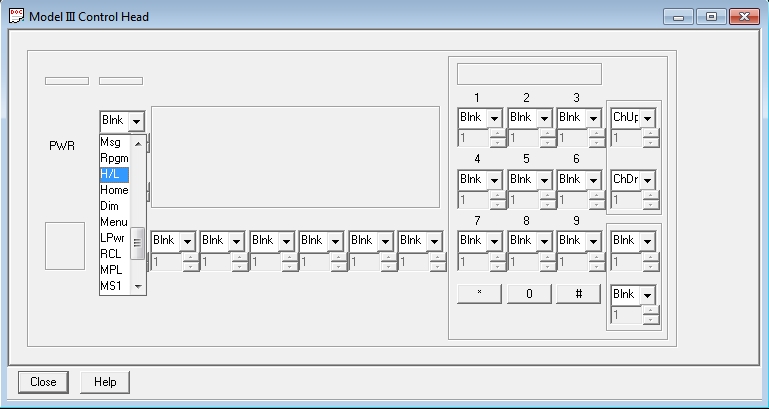 DOC Model III Control Head
1 2 3
Blnk Blnk Blnk Blnk ChUp
1 1 1 1
PWR
Msg
Rpgm
H/L
Home
Dim
Menu
LPwr
RCL
MPL
MS1
4 5 6
Blnk Blnk Blnk ChDn
1 1 1 1
7 8 9
Blnk Blnk Blnk Blnk Blnk Blnk Blnk Blnk Blnk Blnk
1 1 1 1 1 1 1 1 1 1
* 0 #
Blnk
1
Close Help